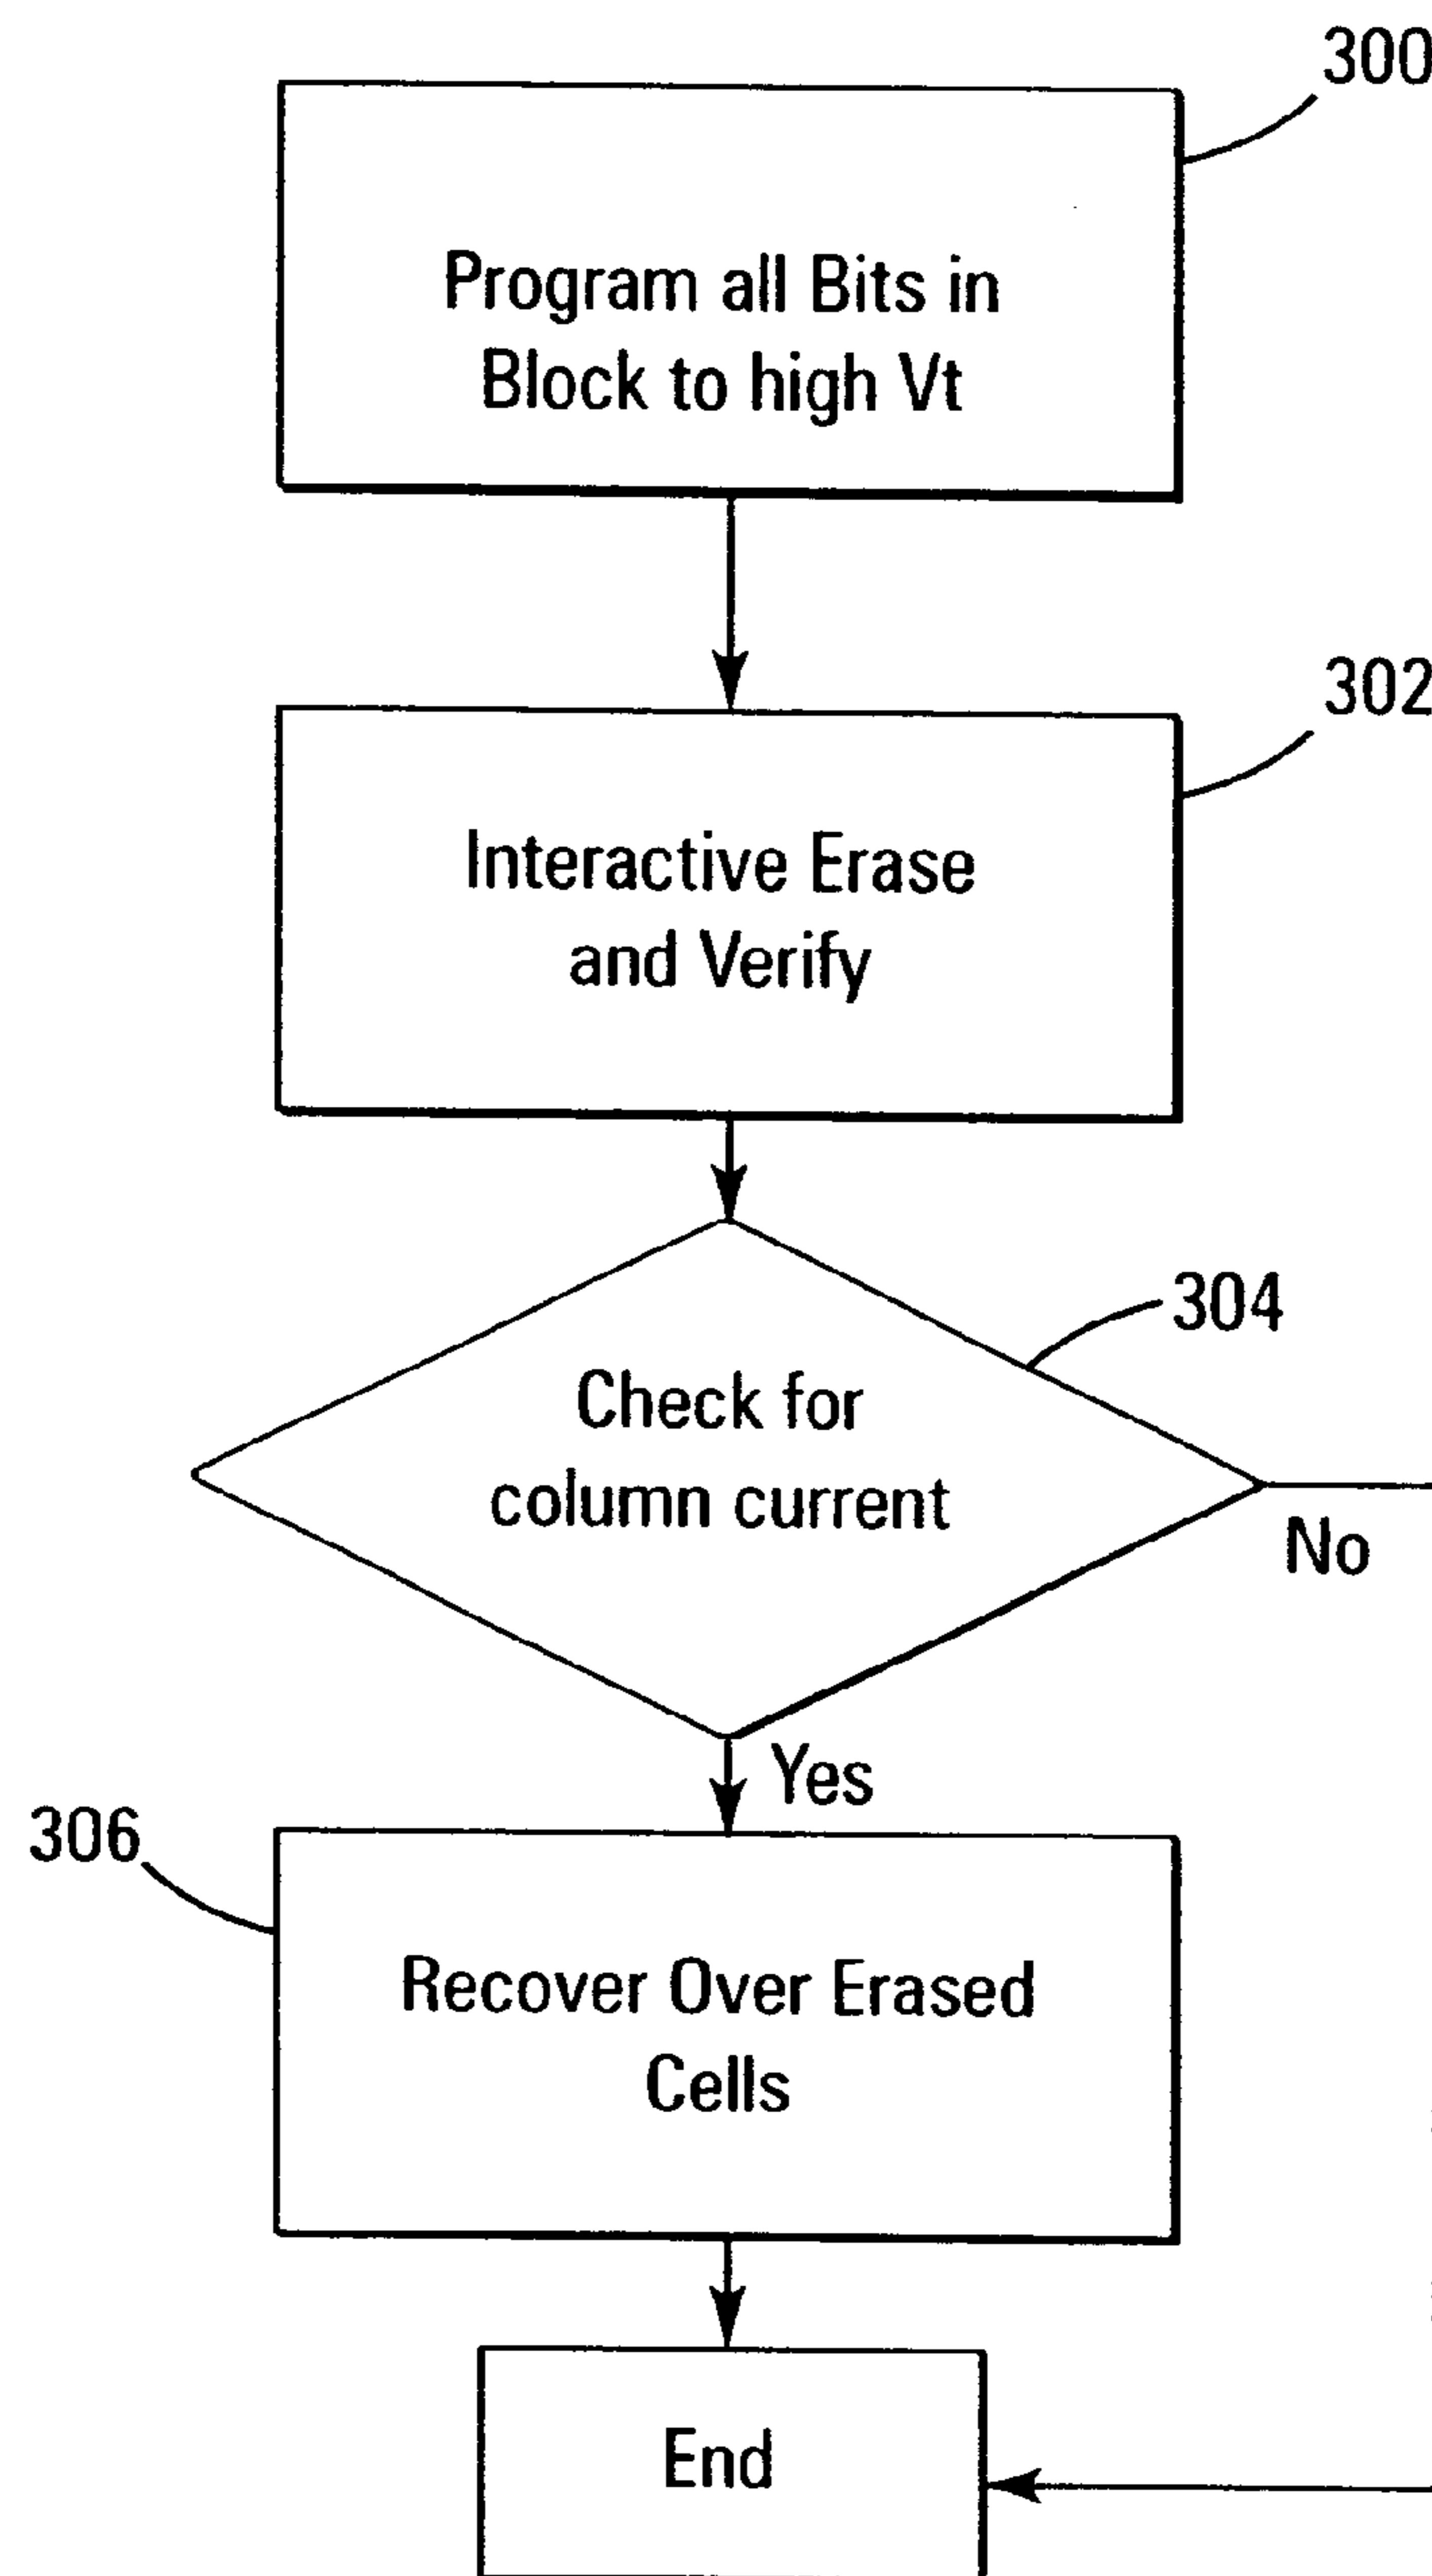 300
Program all Bits in
Block to high Vt
302
Interactive Erase
and Verify
304
Check for
column current
No
Yes
306
Recover Over Erased
Cells
End